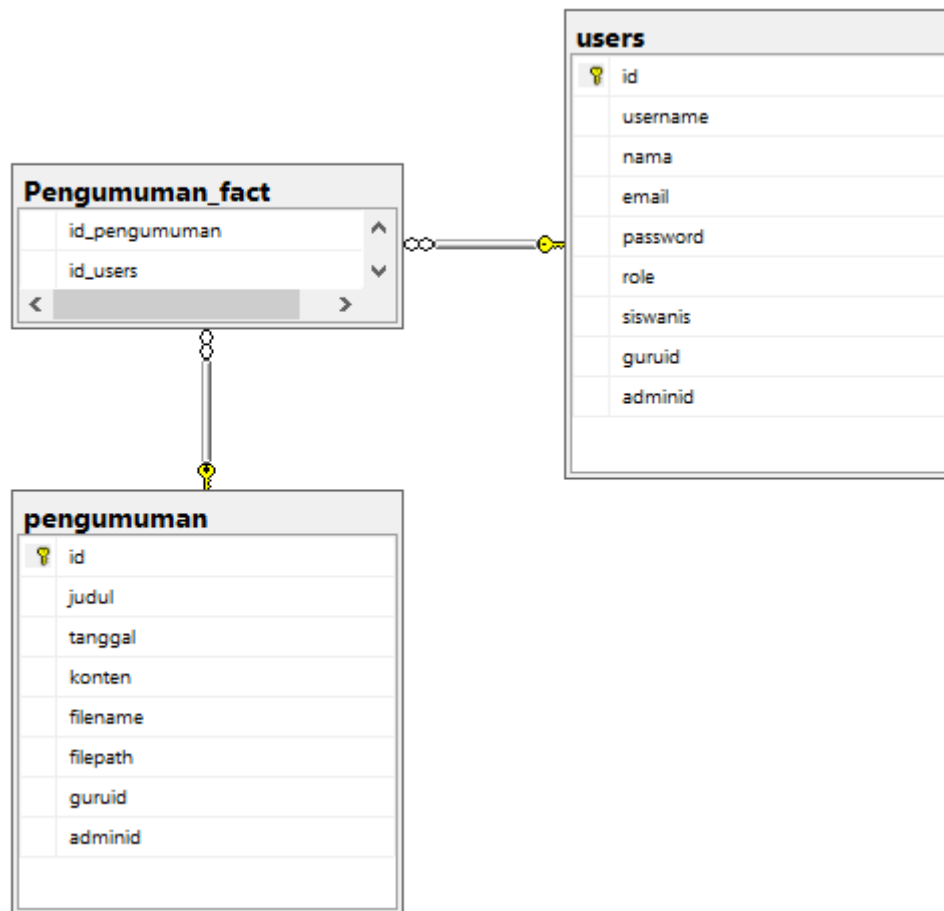 users
id
username
nama
email
password
role
siswanis
guruid
adminid
Pengumuman_fact
id_pengumuman
id_users
pengumuman
id
judul
tanggal
konten
filename
filepath
guruid
adminid